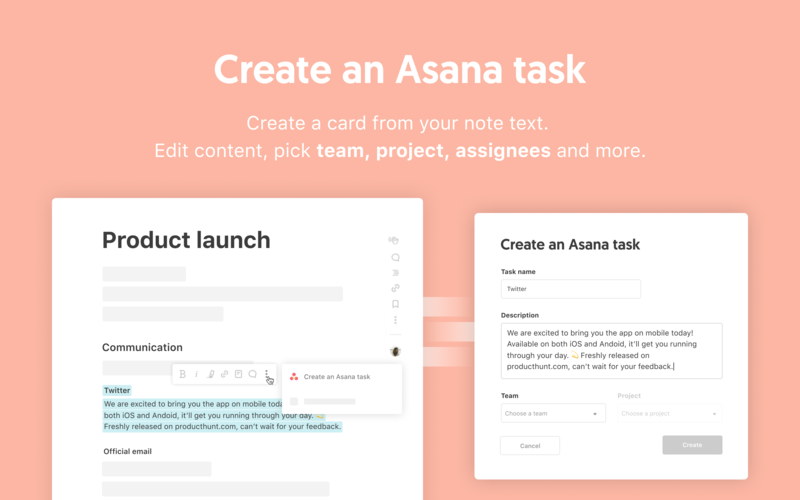 Create an Asana task
Create a card from your note text.
Edit content, pick team, project, assignees and more.
Product launch
Communication
B i
Create an Asana task
Twitter
We are excited to bring you the app on mobile toda
both iOS and Andoid, it'll get you running through your day. 💫
Freshly released on producthunt.com, can't wait for your feedback.
Official email
Create an Asana task
Task name
Twitter
Description
We are excited to bring you the app on mobile today!
Available on both iOS and Andoid, it'll get you running
through your day. 💫 Freshly released on
producthunt.com, can't wait for your feedback.
Team Project
Choose a team Choose a project
Cancel Create